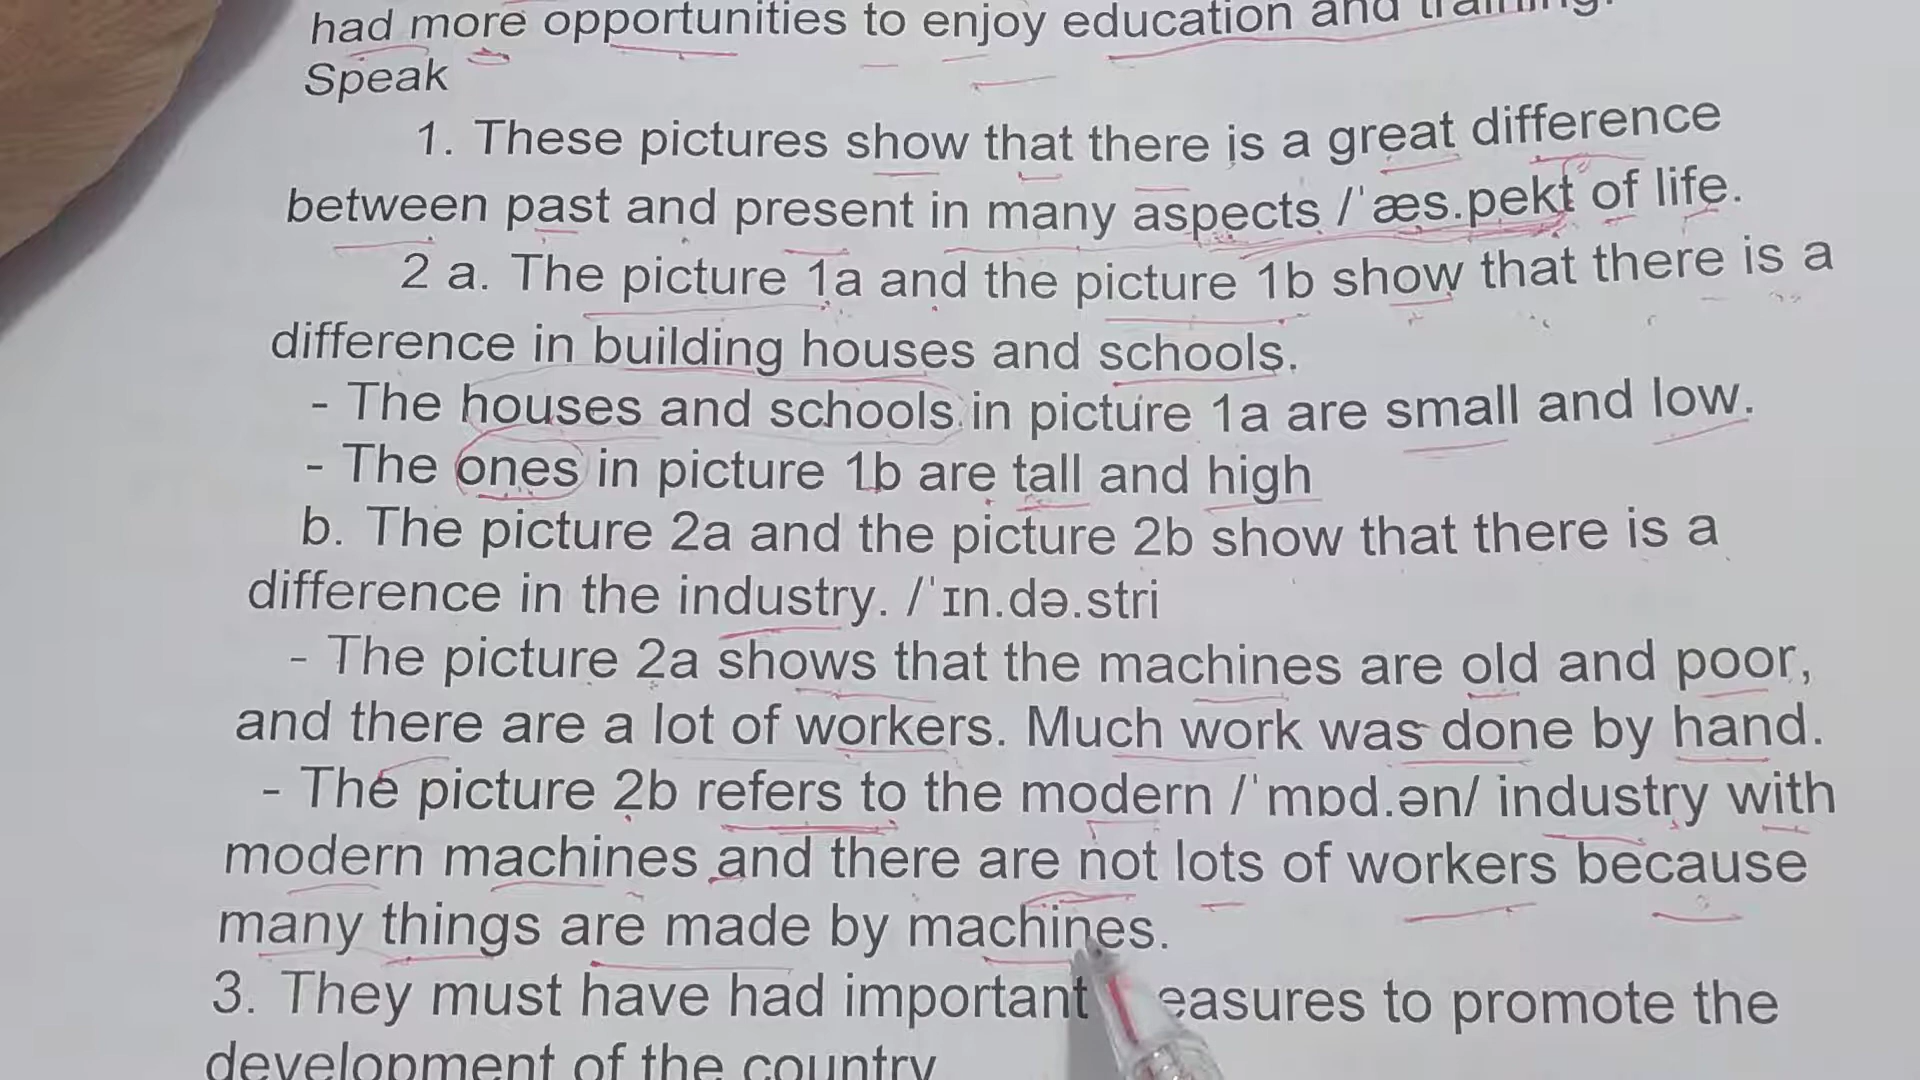 had more opportunities to enjoy education and training.
Speak
1. These pictures show that there is a great difference
between past and present in many aspects /ˈæs.pekt of life.
2 a. The picture 1a and the picture 1b show that there is a
difference in building houses and schools.
- The houses and schools in picture 1a are small and low.
- The ones in picture 1b are tall and high
b. The picture 2a and the picture 2b show that there is a
difference in the industry. /ˈɪn.də.stri
- The picture 2a shows that the machines are old and poor,
and there are a lot of workers. Much work was done by hand.
- The picture 2b refers to the modern /ˈmɒd.ən/ industry with
modern machines and there are not lots of workers because
many things are made by machines.
3. They must have had important easures to promote the
development of the country